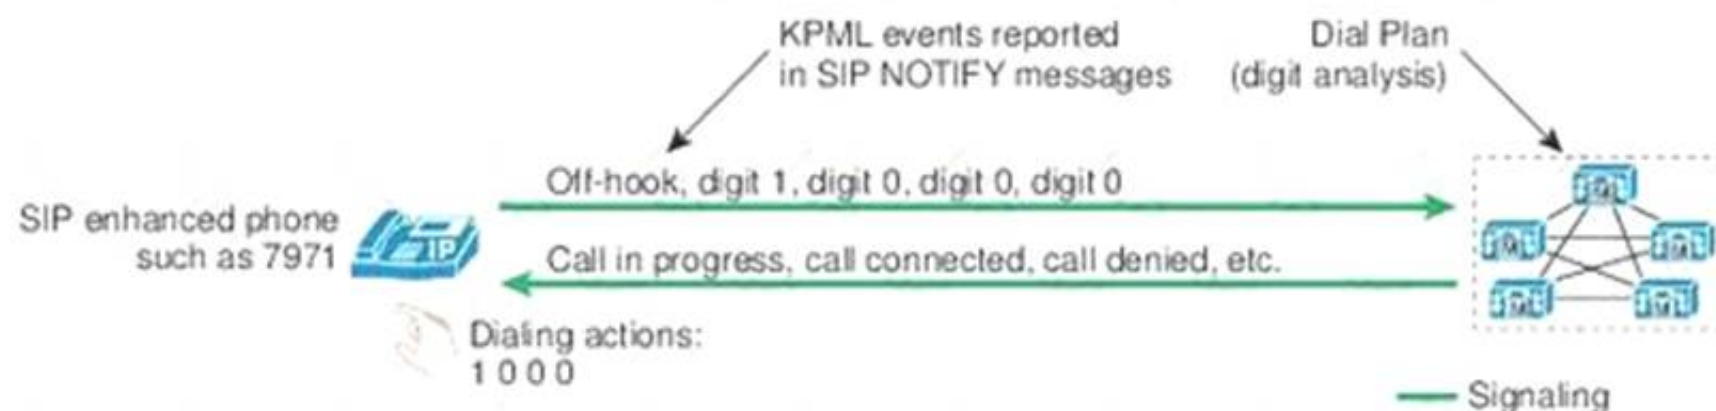 KPML events reported
in SIP NOTIFY messages
Dial Plan
(digit analysis)
Off-hook, digit 1, digit 0, digit 0, digit 0
SIP enhanced phone
such as 7971
IP
Call in progress, call connected, call denied, etc.
Dialing actions:
1 0 0 0
Signaling